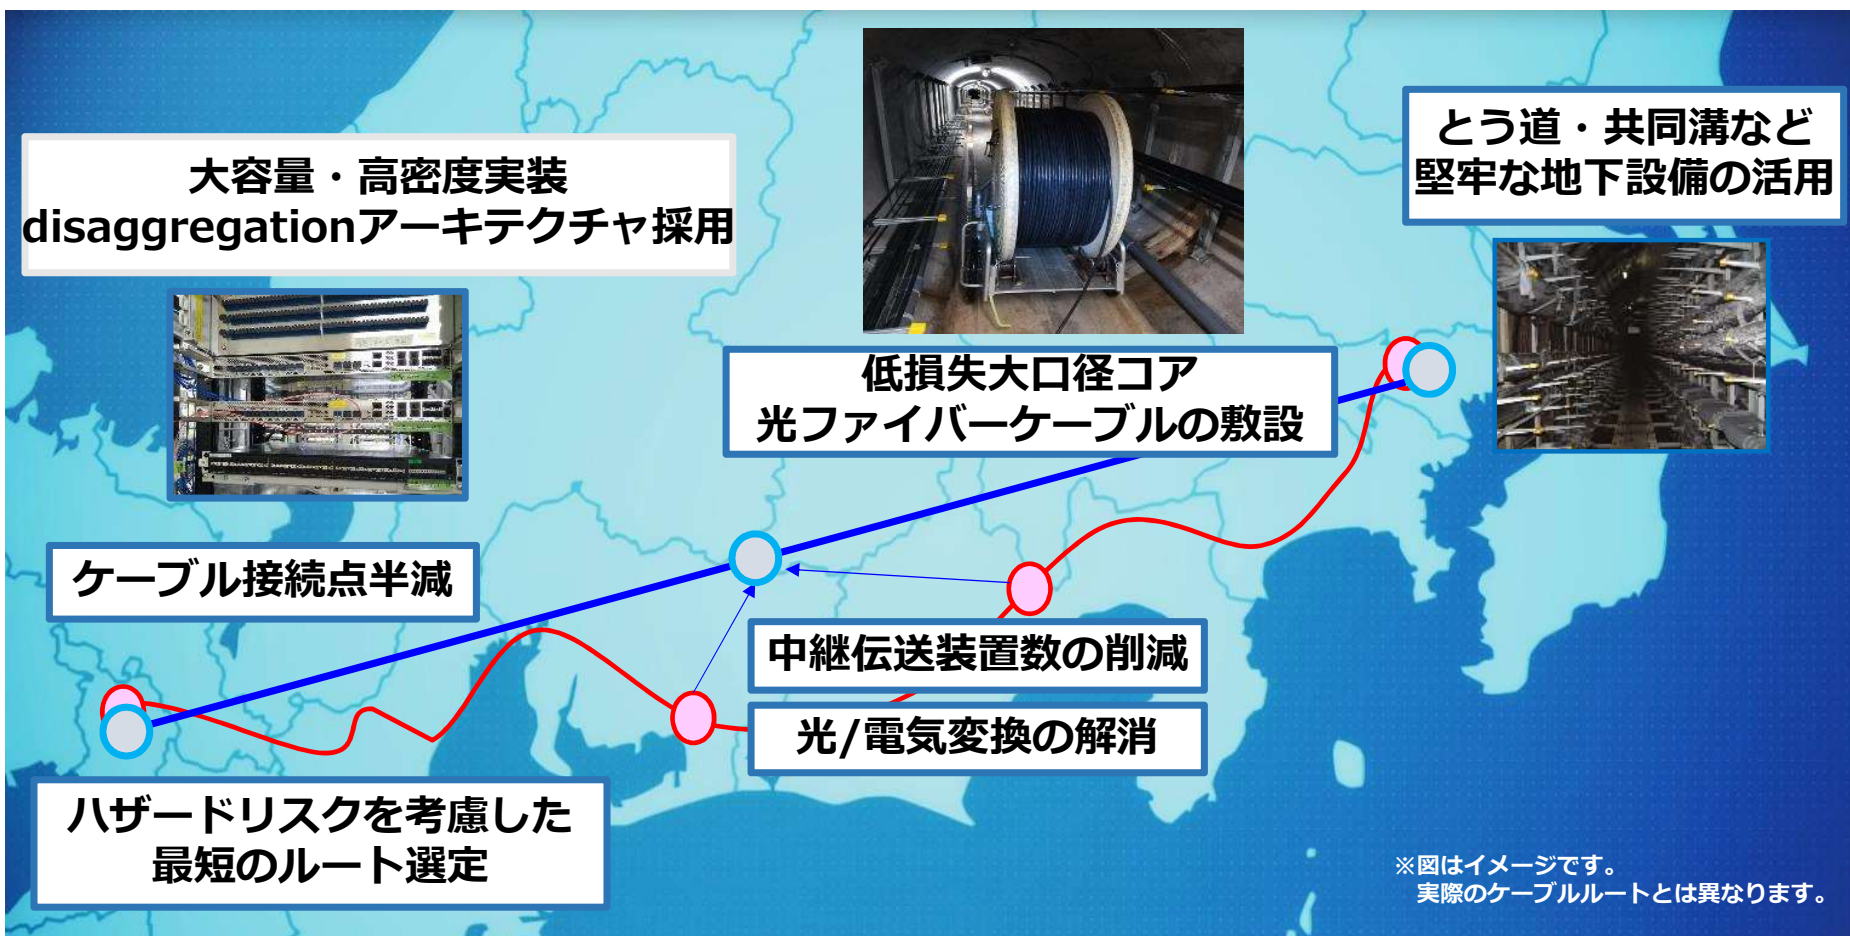 大容量・高密度実装
disaggregationアーキテクチャ採用
とう道・共同溝など
堅牢な地下設備の活用
低損失大口径コア
光ファイバーケーブルの敷設
ケーブル接続点半減
中継伝送装置数の削減
光/電気変換の解消
ハザードリスクを考慮した
最短のルート選定
※図はイメージです。
実際のケーブルルートとは異なります。